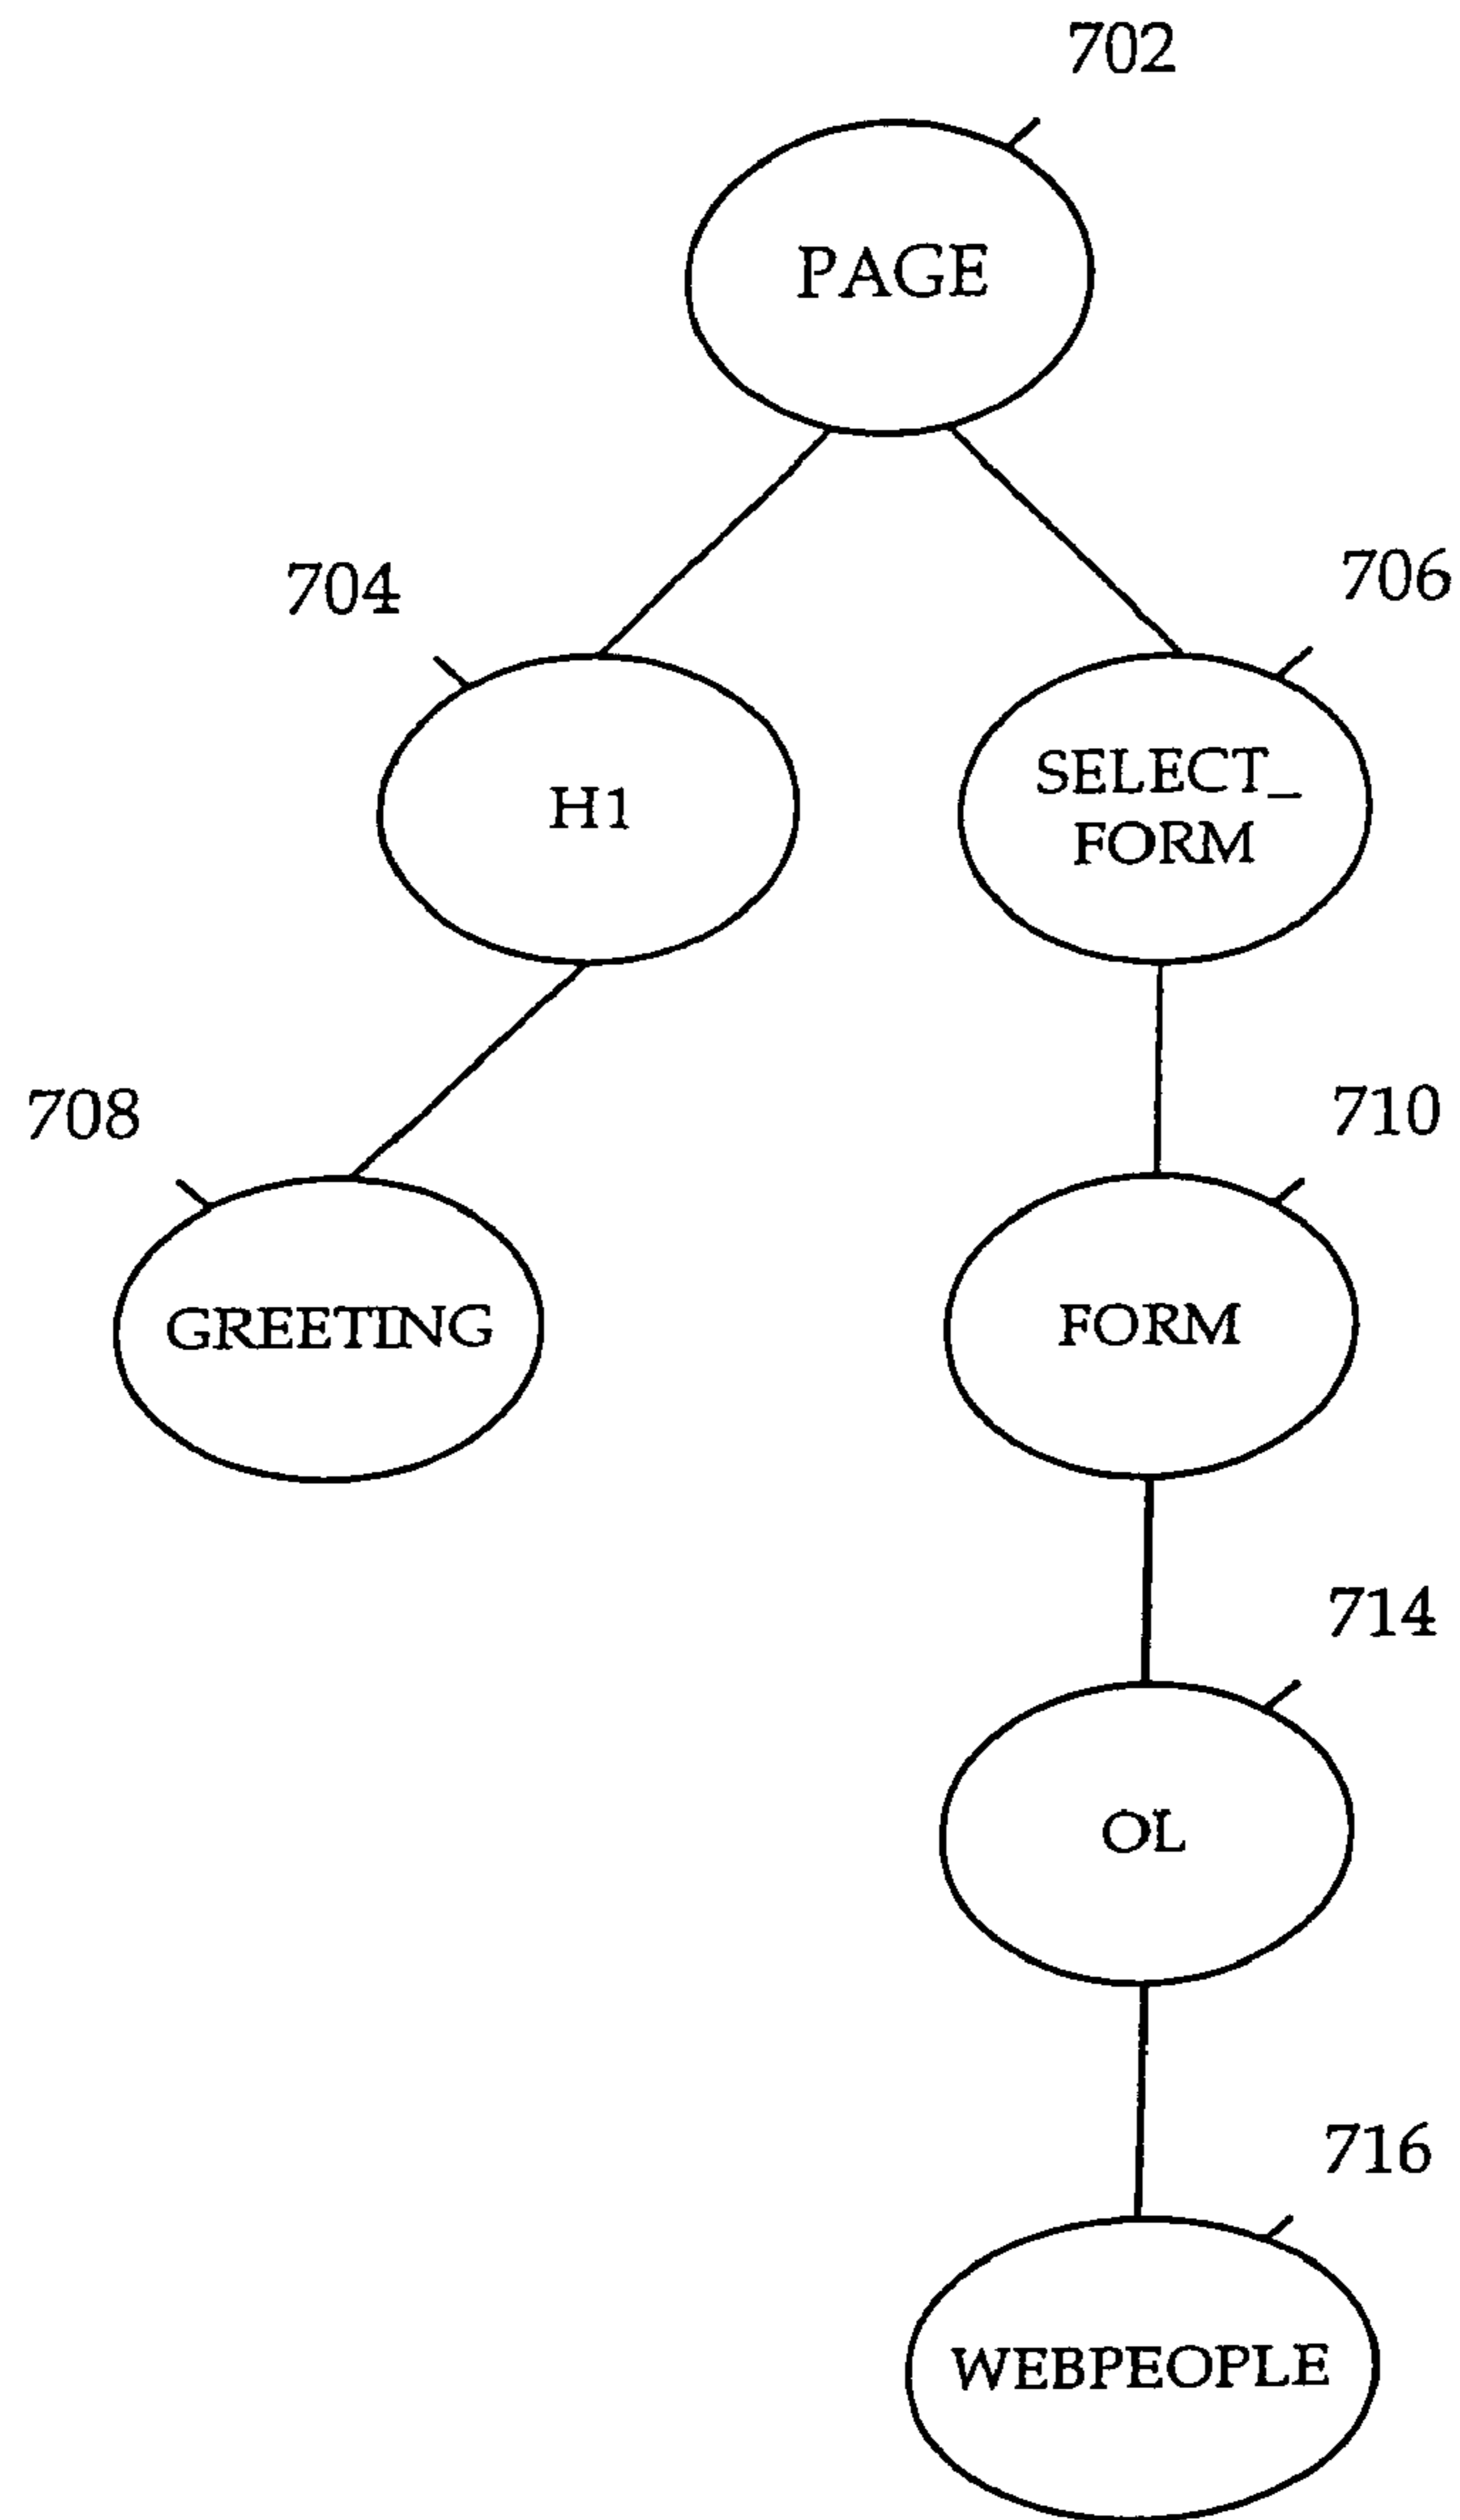 702
PAGE
704
706
H1
SELECT_
FORM
708
710
GREETING
FORM
714
OL
716
WEBPEOPLE